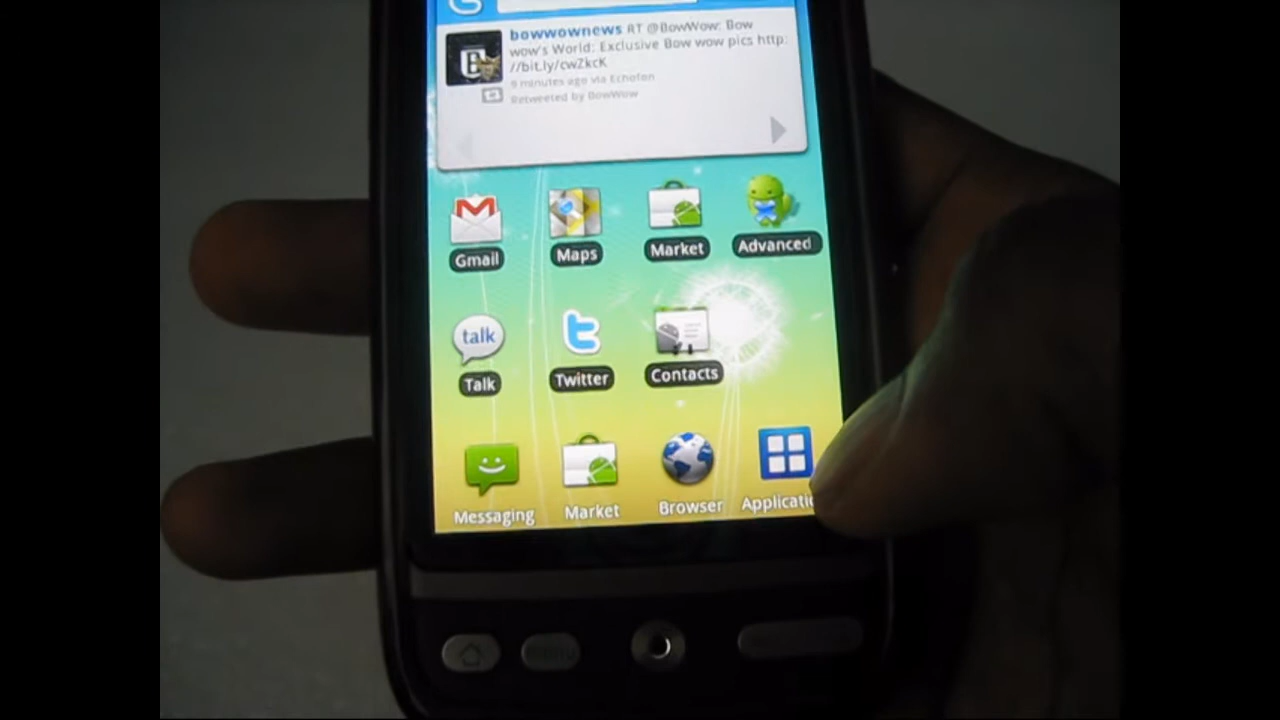 bowwownews RT @BowWow: Bow
wow's World: Exclusive Bow wow pics http:
//bit.ly/cwZkcK
9 minutes ago via Echofon
Retweeted by BowWow
Gmail
Maps
Market
Advanced
talk
Talk
Twitter
Contacts
Messaging
Market
Browser
Applicatio
menu